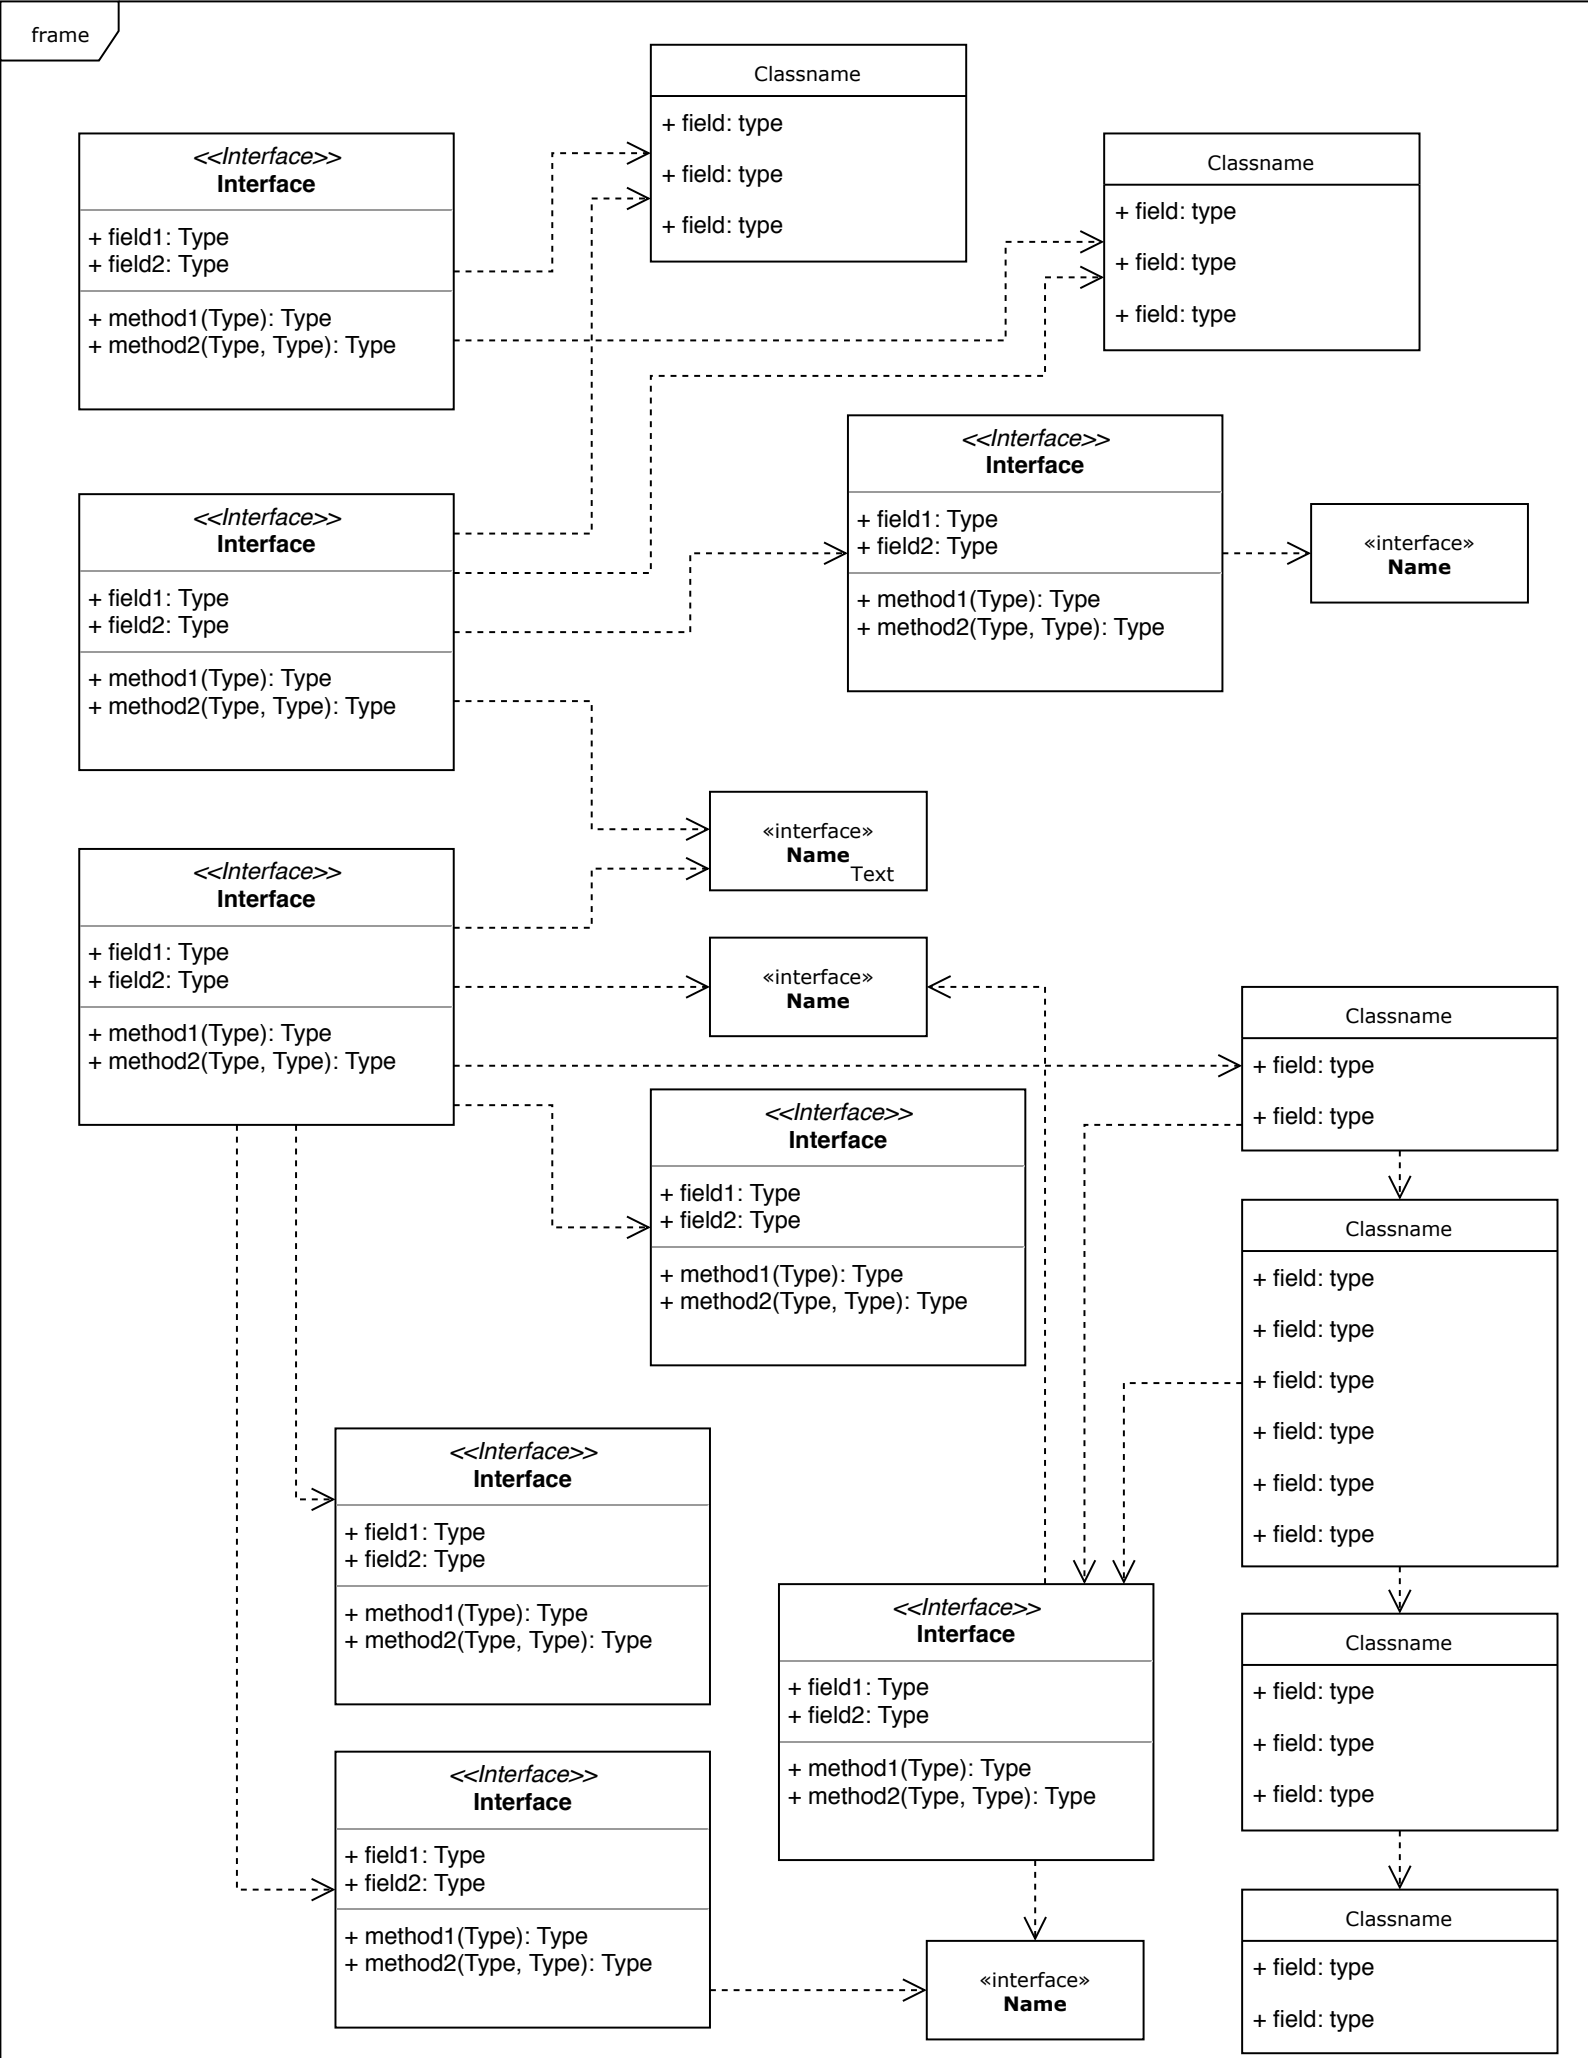 frame
Classname
+ field: type
+ field: type
+ field: type
<<Interface>>
Interface
+ field1: Type
+ field2: Type
+ method1(Type): Type
+ method2(Type, Type): Type
Classname
+ field: type
+ field: type
+ field: type
<<Interface>>
Interface
+ field1: Type
+ field2: Type
+ method1(Type): Type
+ method2(Type, Type): Type
«interface»
Name
<<Interface>>
Interface
+ field1: Type
+ field2: Type
+ method1(Type): Type
+ method2(Type, Type): Type
«interface»
Name
Text
<<Interface>>
Interface
+ field1: Type
+ field2: Type
+ method1(Type): Type
+ method2(Type, Type): Type
«interface»
Name
Classname
+ field: type
+ field: type
<<Interface>>
Interface
+ field1: Type
+ field2: Type
+ method1(Type): Type
+ method2(Type, Type): Type
Classname
+ field: type
+ field: type
+ field: type
+ field: type
+ field: type
+ field: type
<<Interface>>
Interface
+ field1: Type
+ field2: Type
+ method1(Type): Type
+ method2(Type, Type): Type
<<Interface>>
Interface
+ field1: Type
+ field2: Type
+ method1(Type): Type
+ method2(Type, Type): Type
Classname
+ field: type
+ field: type
+ field: type
<<Interface>>
Interface
+ field1: Type
+ field2: Type
+ method1(Type): Type
+ method2(Type, Type): Type
«interface»
Name
Classname
+ field: type
+ field: type